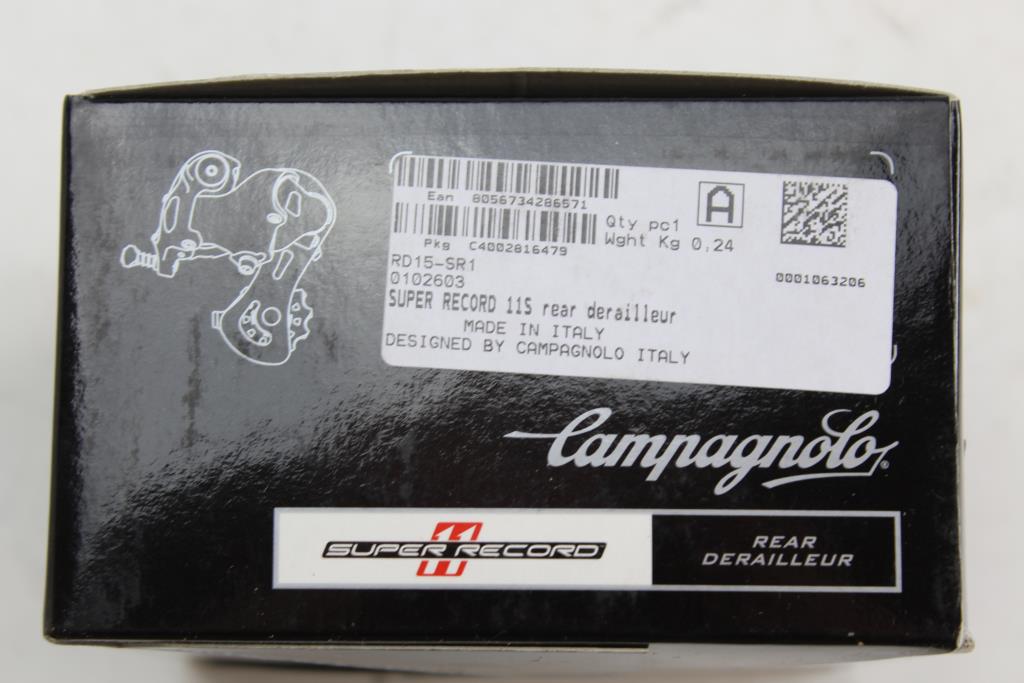 Ean 8056734286571
Pkg C4002816479
Qty pc1
Wght Kg 0,24
A
0001063206
RD15-SR1
0102603
SUPER RECORD 11S rear derailleur
MADE IN ITALY
DESIGNED BY CAMPAGNOLO ITALY
Campagnolo®
SUPER RECORD
11
REAR
DERAILLEUR